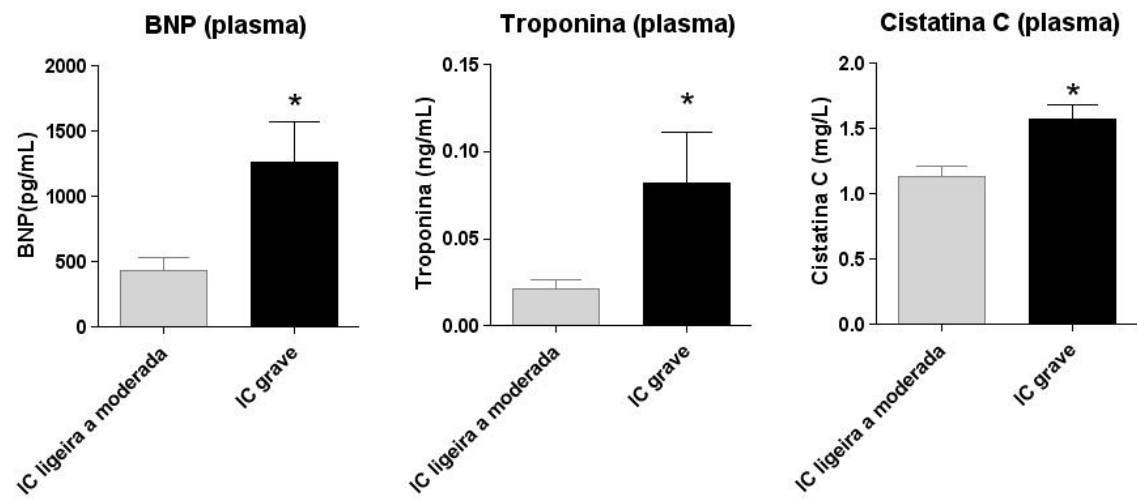 BNP (plasma)
BNP(pg/mL)
2000
1500
1000
500
0
*
IC ligeira a moderada
IC grave
Troponina (plasma)
Troponina (ng/mL)
0.15
0.10
0.05
0.00
*
IC ligeira a moderada
IC grave
Cistatina C (plasma)
Cistatina C (mg/L)
2.0
1.5
1.0
0.5
0.0
*
IC ligeira a moderada
IC grave